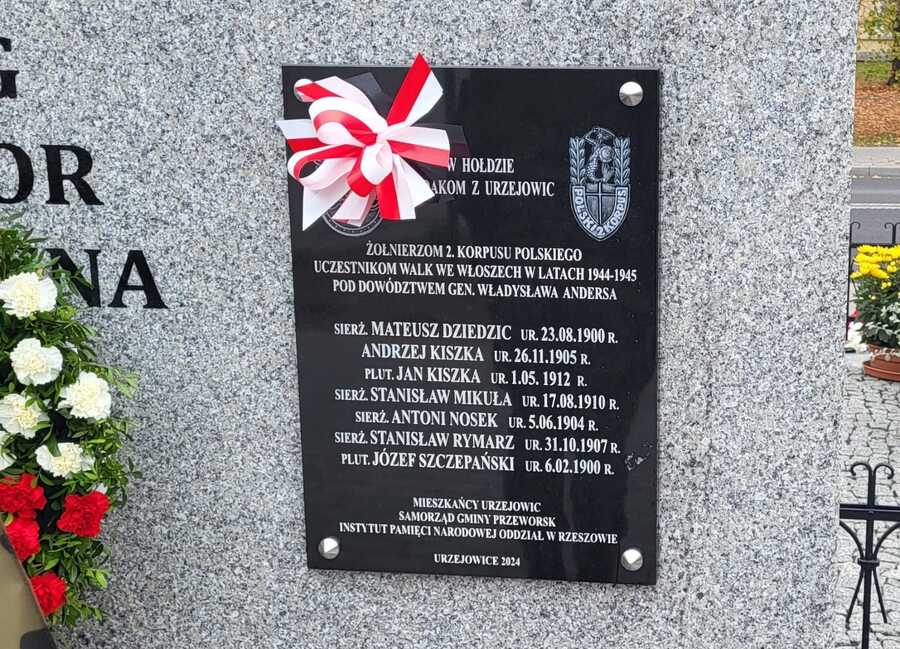 G
OR
NA
W HOŁDZIE
AKOM Z URZEJOWIC
POLSKI 2 KORPUS
ŻOŁNIERZOM 2. KORPUSU POLSKIEGO
UCZESTNIKOM WALK WE WŁOSZECH W LATACH 1944-1945
POD DOWÓDZTWEM GEN. WŁADYSŁAWA ANDERSA
SIERŻ. MATEUSZ DZIEDZIC UR. 23.08.1900 R.
ANDRZEJ KISZKA UR. 26.11.1905 R.
PLUT. JAN KISZKA UR. 1.05. 1912 R.
SIERŻ. STANISŁAW MIKUŁA UR. 17.08.1910 R.
SIERŻ. ANTONI NOSEK UR. 5.06.1904 R.
SIERŻ. STANISŁAW RYMARZ UR. 31.10.1907 R.
PLUT. JÓZEF SZCZEPAŃSKI UR. 6.02.1900 R.
MIESZKAŃCY URZEJOWIC
SAMORZĄD GMINY PRZEWORSK
INSTYTUT PAMIĘCI NARODOWEJ ODDZIAŁ W RZESZOWIE
URZEJOWICE 2024